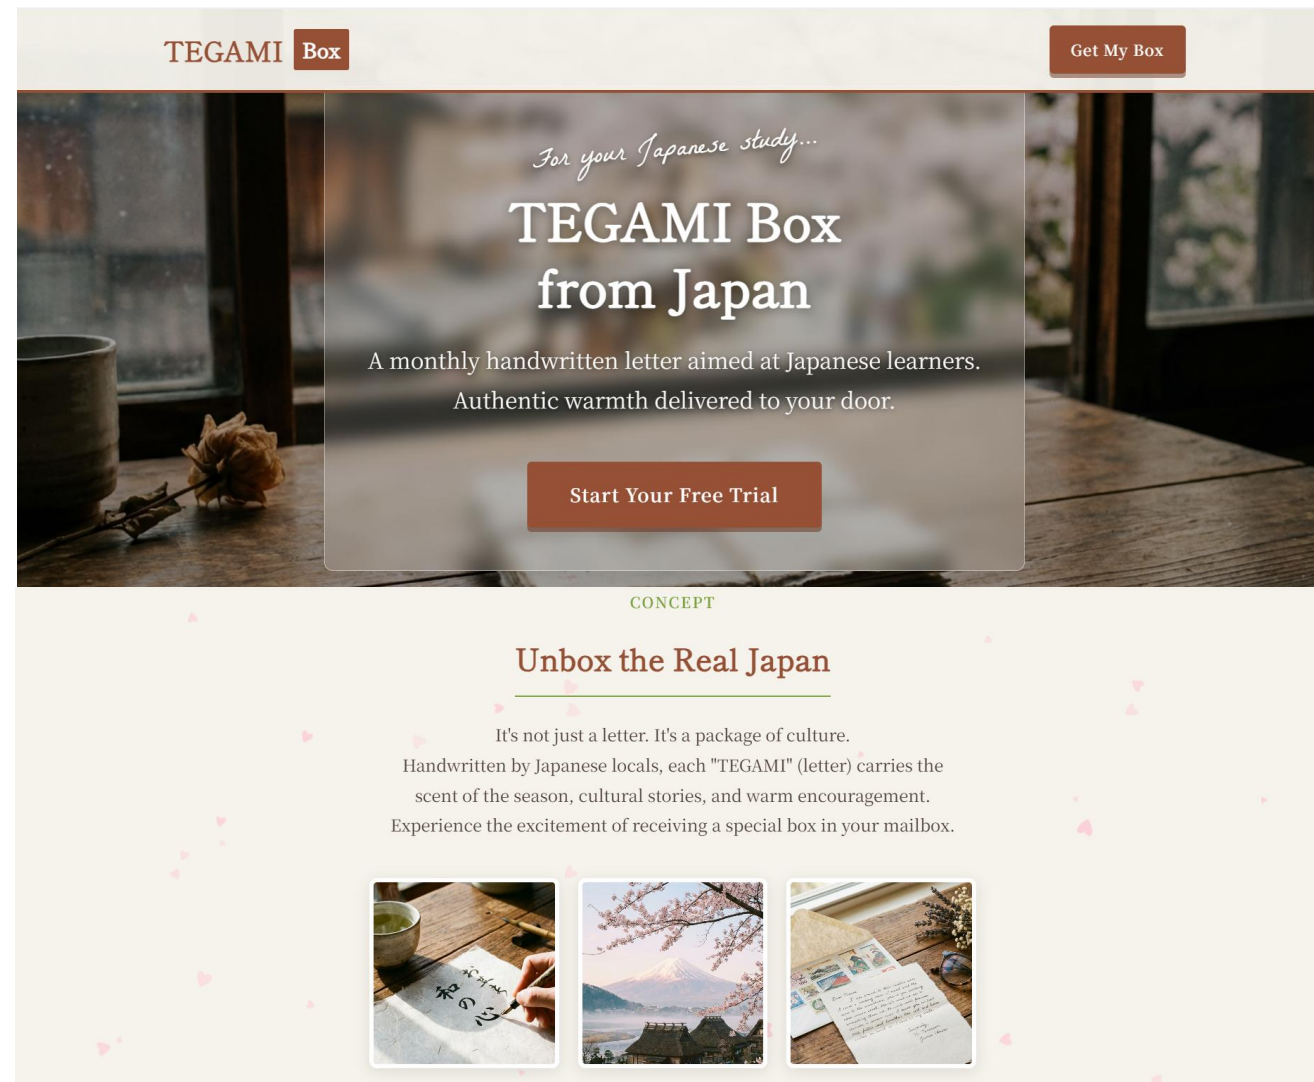 TEGAMI Box
Get My Box
For your Japanese study...
TEGAMI Box
from Japan
A monthly handwritten letter aimed at Japanese learners.
Authentic warmth delivered to your door.
Start Your Free Trial
CONCEPT
Unbox the Real Japan
It's not just a letter. It's a package of culture.
Handwritten by Japanese locals, each "TEGAMI" (letter) carries the
scent of the season, cultural stories, and warm encouragement.
Experience the excitement of receiving a special box in your mailbox.
和の心